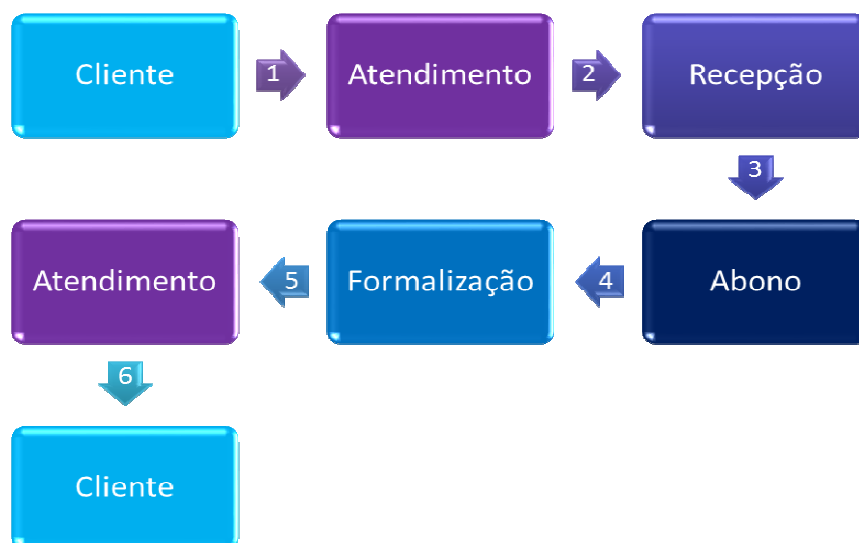 Cliente
1
Atendimento
2
Recepção
3
Atendimento
5
Formalização
4
Abono
6
Cliente